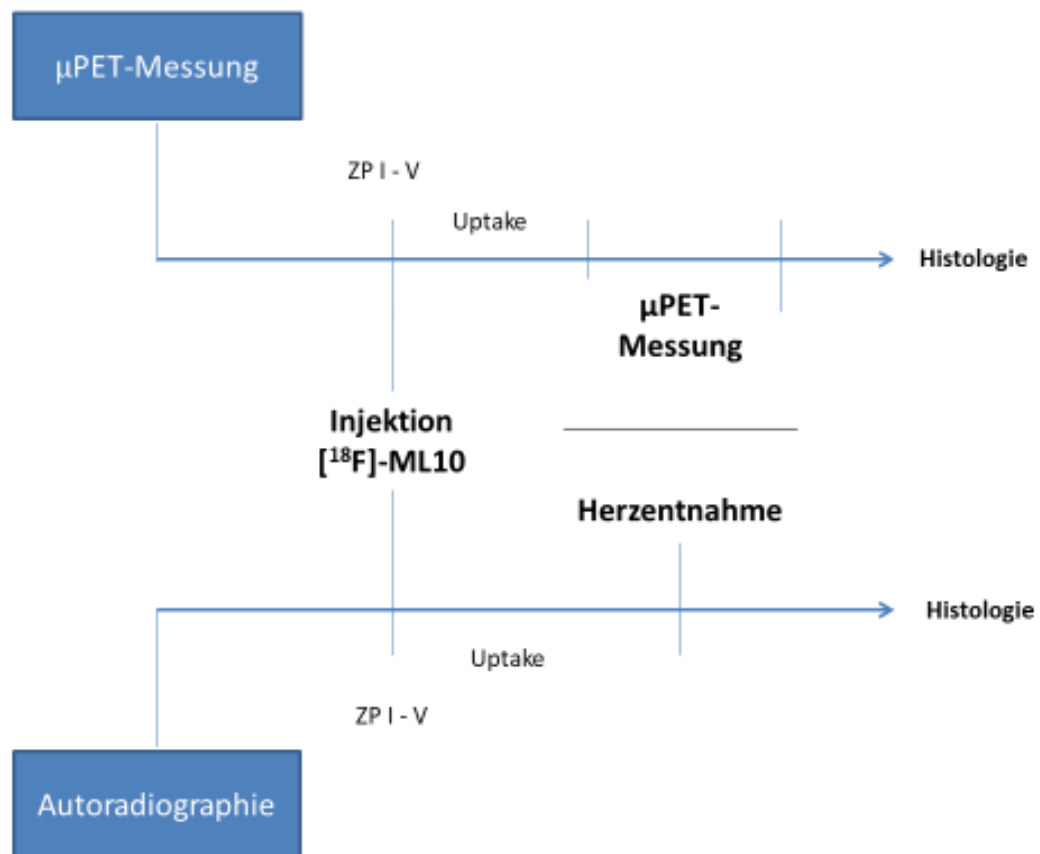 µPET-Messung
ZP I - V
Uptake
Histologie
µPET-
Messung
Injektion
[¹⁸F]-ML10
Herzentnahme
Histologie
Uptake
ZP I - V
Autoradiographie